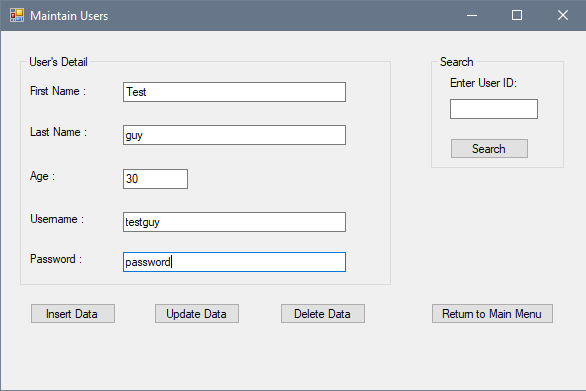 Maintain Users
User's Detail
First Name : Test
Last Name : guy
Age : 30
Username : testguy
Password : password
Search
Enter User ID:
Search
Insert Data Update Data Delete Data Return to Main Menu